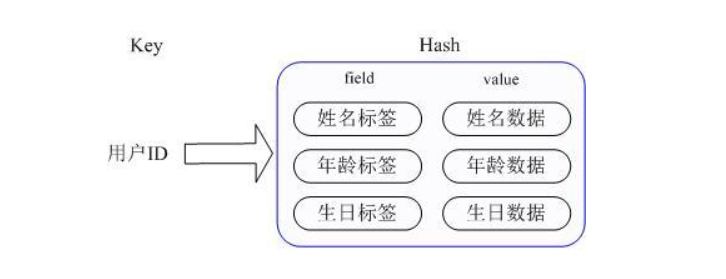 Key Hash
field value
姓名标签 姓名数据
用户ID 年龄标签 年龄数据
生日标签 生日数据